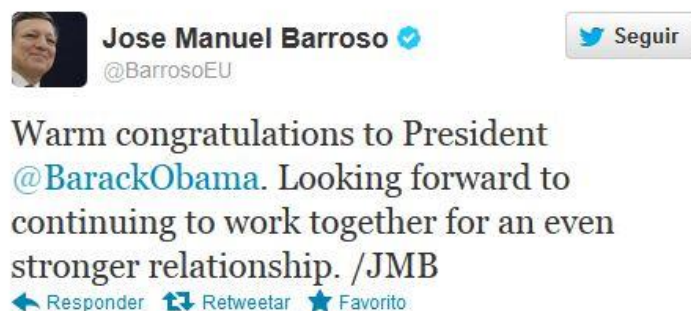 Jose Manuel Barroso
Seguir
@BarrosoEU
Warm congratulations to President
@BarackObama. Looking forward to
continuing to work together for an even
stronger relationship. /JMB
Responder Retweetar Favorito